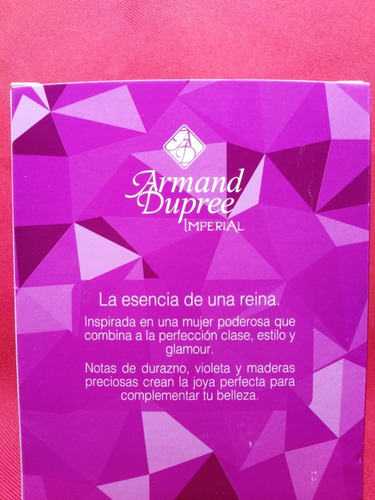 AD
Armand
Dupree
IMPERIAL
La esencia de una reina.
Inspirada en una mujer poderosa que
combina a la perfección clase, estilo y
glamour.
Notas de durazno, violeta y maderas
preciosas crean la joya perfecta para
complementar tu belleza.